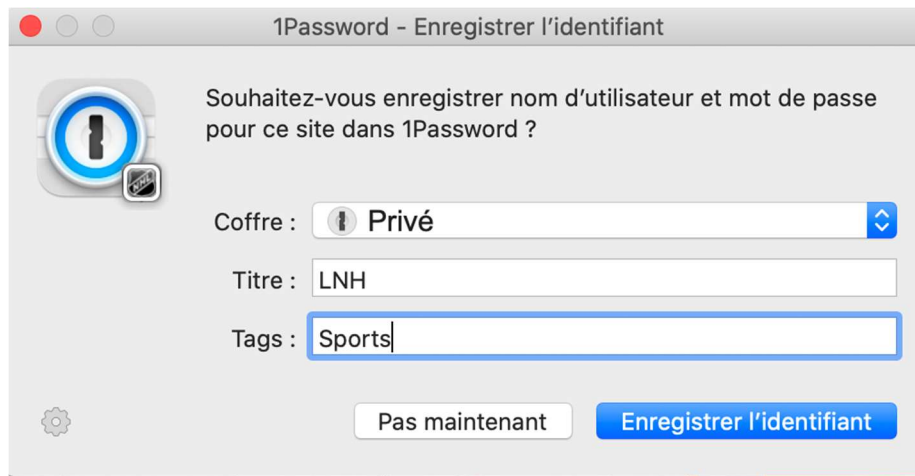 1Password – Enregistrer l’identifiant
Souhaitez-vous enregistrer nom d’utilisateur et mot de passe
pour ce site dans 1Password ?
NHL
Coffre : Privé
Titre : LNH
Tags : Sports
Pas maintenant Enregistrer l’identifiant